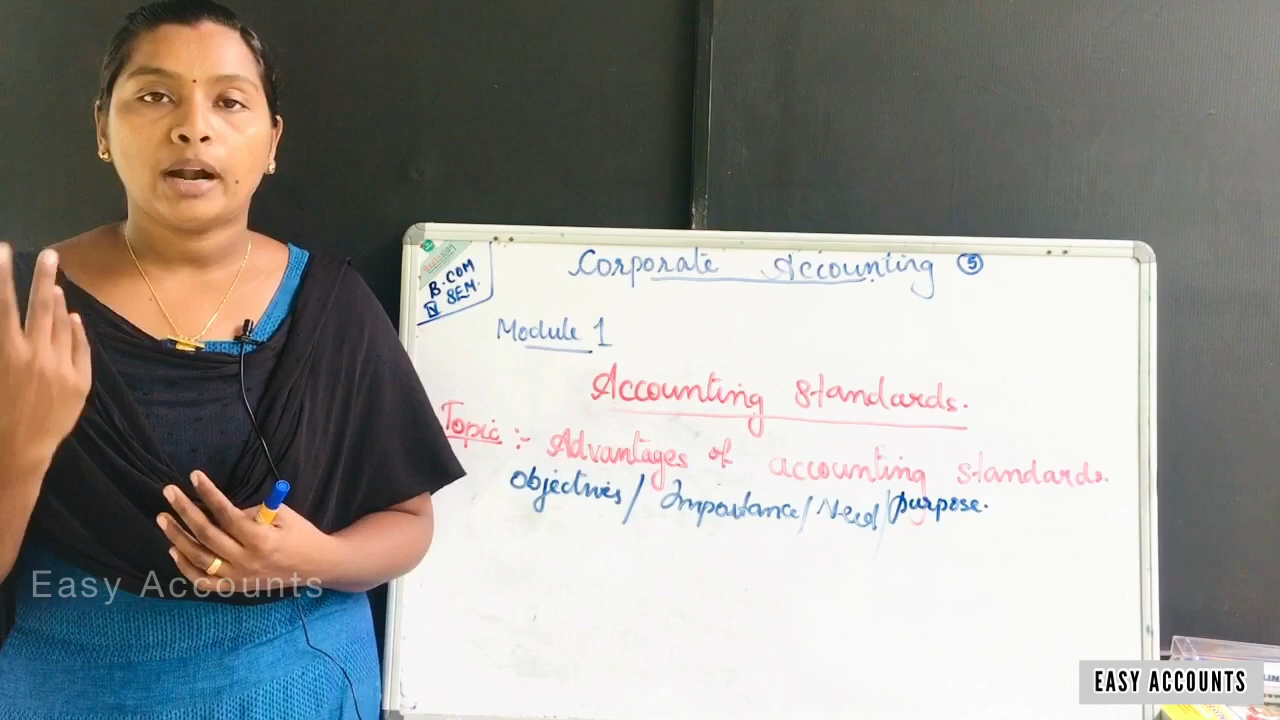 Corporate Accounting 5
B.COM
IV SEM.
Module 1
Accounting Standards.
Topic :- Advantages of accounting standards.
Objectives / Importance / Need / purpose.
Easy Accounts
EASY ACCOUNTS